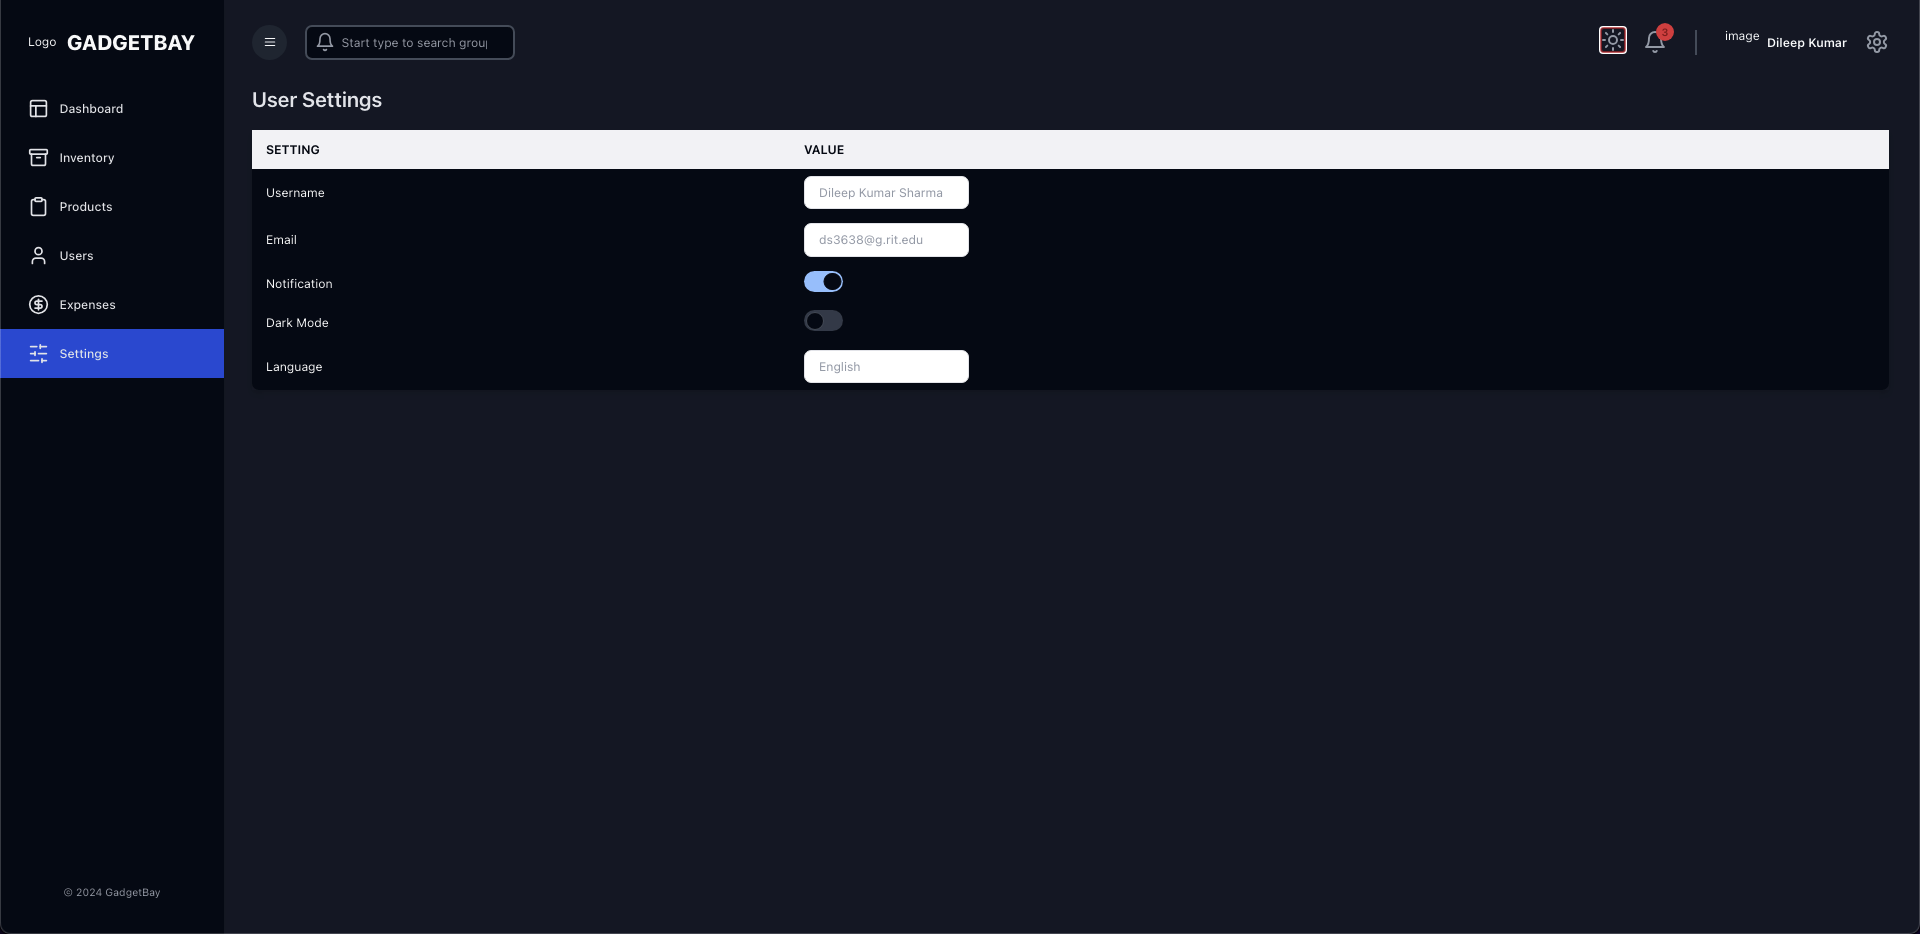 Logo GADGETBAY
Start type to search grou
3
image
Dileep Kumar
Dashboard
Inventory
Products
Users
Expenses
Settings
User Settings
SETTING VALUE
Username Dileep Kumar Sharma
Email ds3638@g.rit.edu
Notification
Dark Mode
Language English
© 2024 GadgetBay